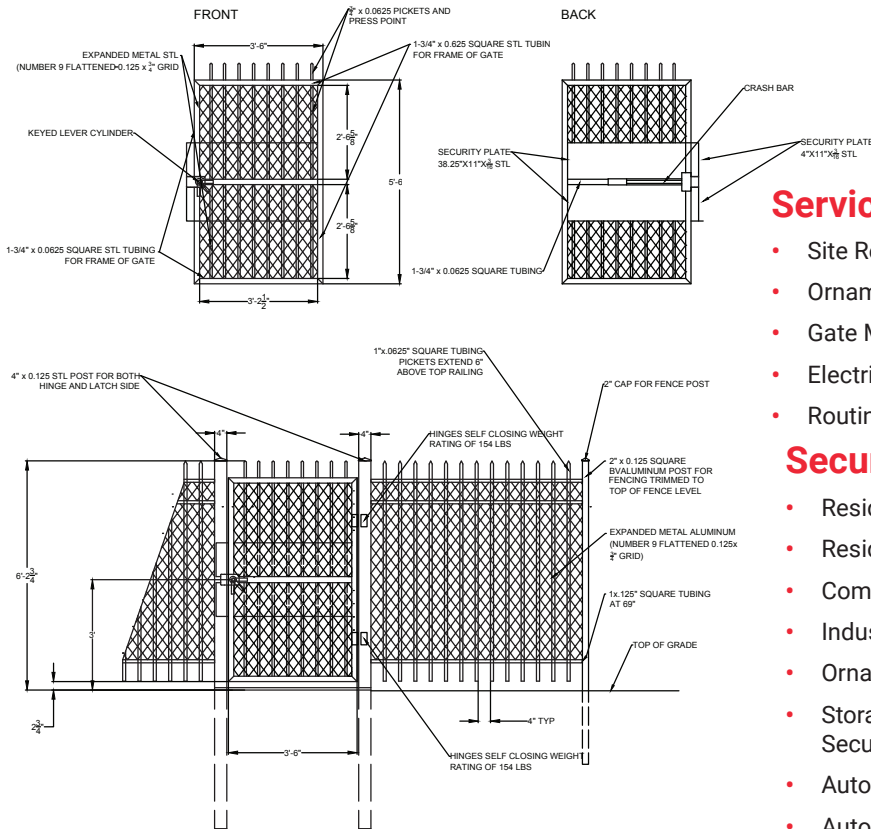 FRONT
BACK
3'-6"
3/4" x 0.0625 PICKETS AND
PRESS POINT
EXPANDED METAL STL
(NUMBER 9 FLATTENED 0.125 x 3/4" GRID
1-3/4" x 0.625 SQUARE STL TUBIN
FOR FRAME OF GATE
KEYED LEVER CYLINDER
2'-6 5/8"
5'-6
2'-6 5/8"
1-3/4" x 0.0625 SQUARE STL TUBING
FOR FRAME OF GATE
3'-2 1/2"
CRASH BAR
SECURITY PLATE
38.25"X11"X 3/16 STL
SECURITY PLATE
4"X11"X 3/16 STL
1-3/4" x 0.0625 SQUARE TUBING
4" x 0.125 STL POST FOR BOTH
HINGE AND LATCH SIDE
1"x.0625" SQUARE TUBING
PICKETS EXTEND 6"
ABOVE TOP RAILING
2" CAP FOR FENCE POST
4"
4"
HINGES SELF CLOSING WEIGHT
RATING OF 154 LBS
2" x 0.125 SQUARE
BVALUMINUM POST FOR
FENCING TRIMMED TO
TOP OF FENCE LEVEL
EXPANDED METAL ALUMINUM
(NUMBER 9 FLATTENED 0.125x
3/4" GRID)
6'-2 3/4"
3'
1x.125" SQUARE TUBING
AT 69"
TOP OF GRADE
2 3/4"
4" TYP
3'-6"
HINGES SELF CLOSING WEIGHT
RATING OF 154 LBS
Servic
• Site Re
• Ornam
• Gate M
• Electri
• Routin
Secur
• Resid
• Resid
• Com
• Indus
• Orna
• Stora
Secu
• Auto
• Auto